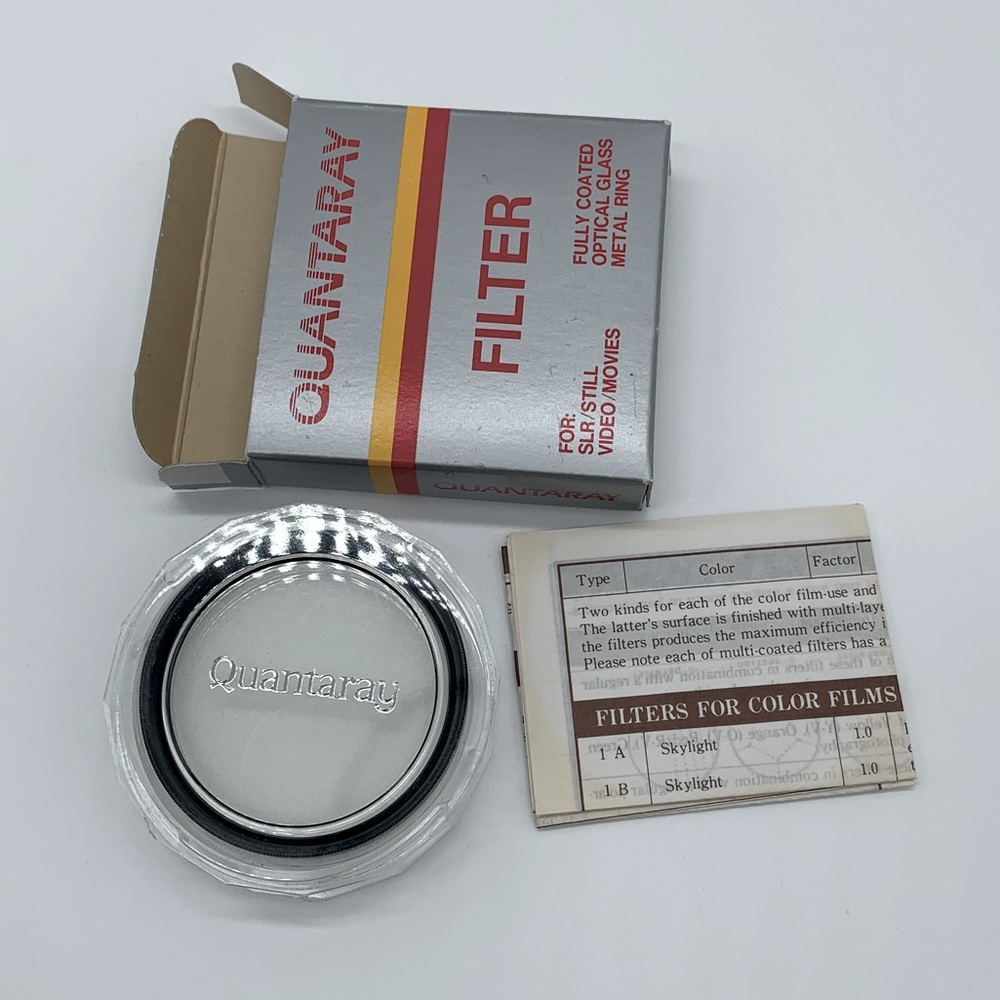 QUANTARAY
FILTER
FULLY COATED
OPTICAL GLASS
METAL RING
FOR:
SLR/STILL
VIDEO/MOVIES
QUANTARAY
Quantaray
Type Color Factor
Two kinds for each of the color film-use and
The latter's surface is finished with multi-laye
the filters produces the maximum efficiency i
Please note each of multi-coated filters has a
FILTERS FOR COLOR FILMS
1 A Skylight 1.0
1 B Skylight 1.0